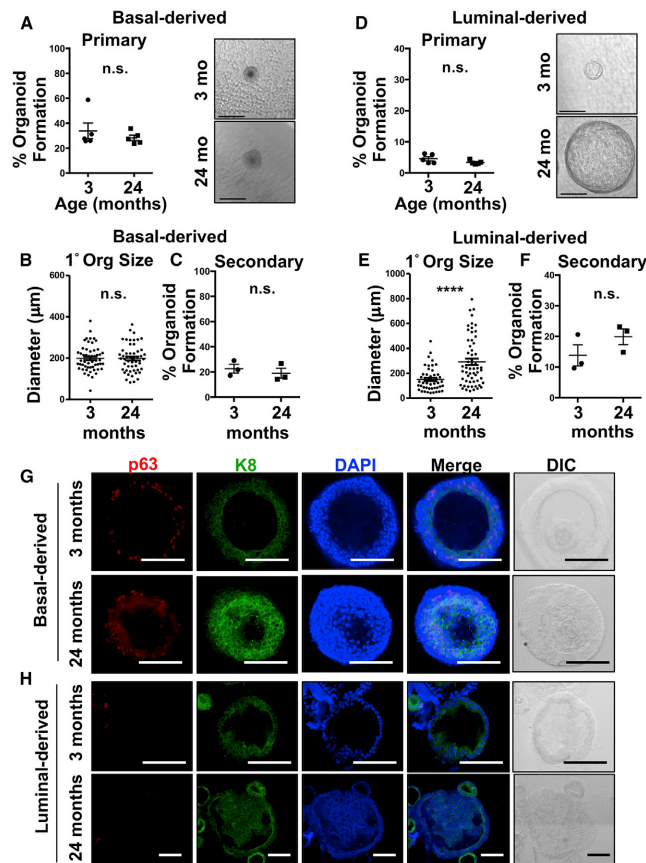 A
Basal-derived
Primary
n.s.
% Organoid
Formation
100
80
60
40
20
0
3
24
Age (months)
3 mo
24 mo
D
Luminal-derived
Primary
n.s.
% Organoid
Formation
40
30
20
10
0
3
24
Age (months)
3 mo
24 mo
Basal-derived
B
1° Org Size
n.s.
Diameter (μm)
600
400
200
0
3
24
months
C
Secondary
n.s.
% Organoid
Formation
100
80
60
40
20
0
3
24
months
Luminal-derived
E
1° Org Size
****
Diameter (μm)
1000
800
600
400
200
0
3
24
months
F
Secondary
n.s.
% Organoid
Formation
40
30
20
10
0
3
24
months
G
p63
K8
DAPI
Merge
DIC
Basal-derived
3 months
24 months
H
Luminal-derived
3 months
24 months